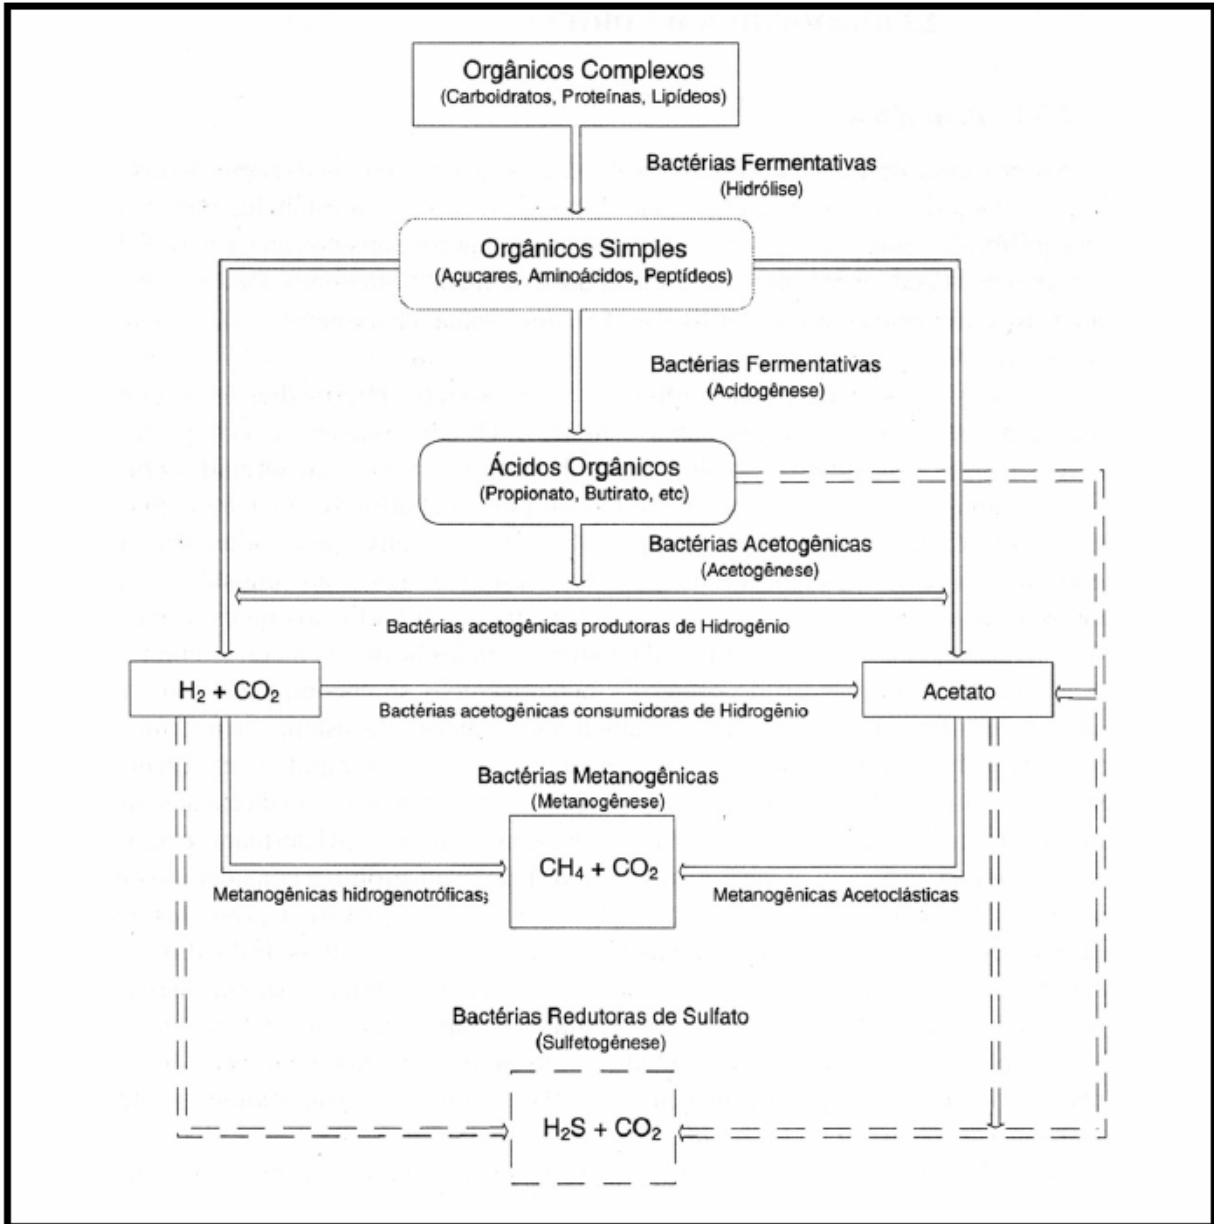 Orgânicos Complexos
(Carboidratos, Proteínas, Lipídeos)
Bactérias Fermentativas
(Hidrólise)
Orgânicos Simples
(Açucares, Aminoácidos, Peptídeos)
Bactérias Fermentativas
(Acidogênese)
Ácidos Orgânicos
(Propionato, Butirato, etc)
Bactérias Acetogênicas
(Acetogênese)
Bactérias acetogênicas produtoras de Hidrogênio
H₂ + CO₂
Acetato
Bactérias acetogênicas consumidoras de Hidrogênio
Bactérias Metanogênicas
(Metanogênese)
CH₄ + CO₂
Metanogênicas hidrogenotróficas;
Metanogênicas Acetoclásticas
Bactérias Redutoras de Sulfato
(Sulfetogênese)
H₂S + CO₂